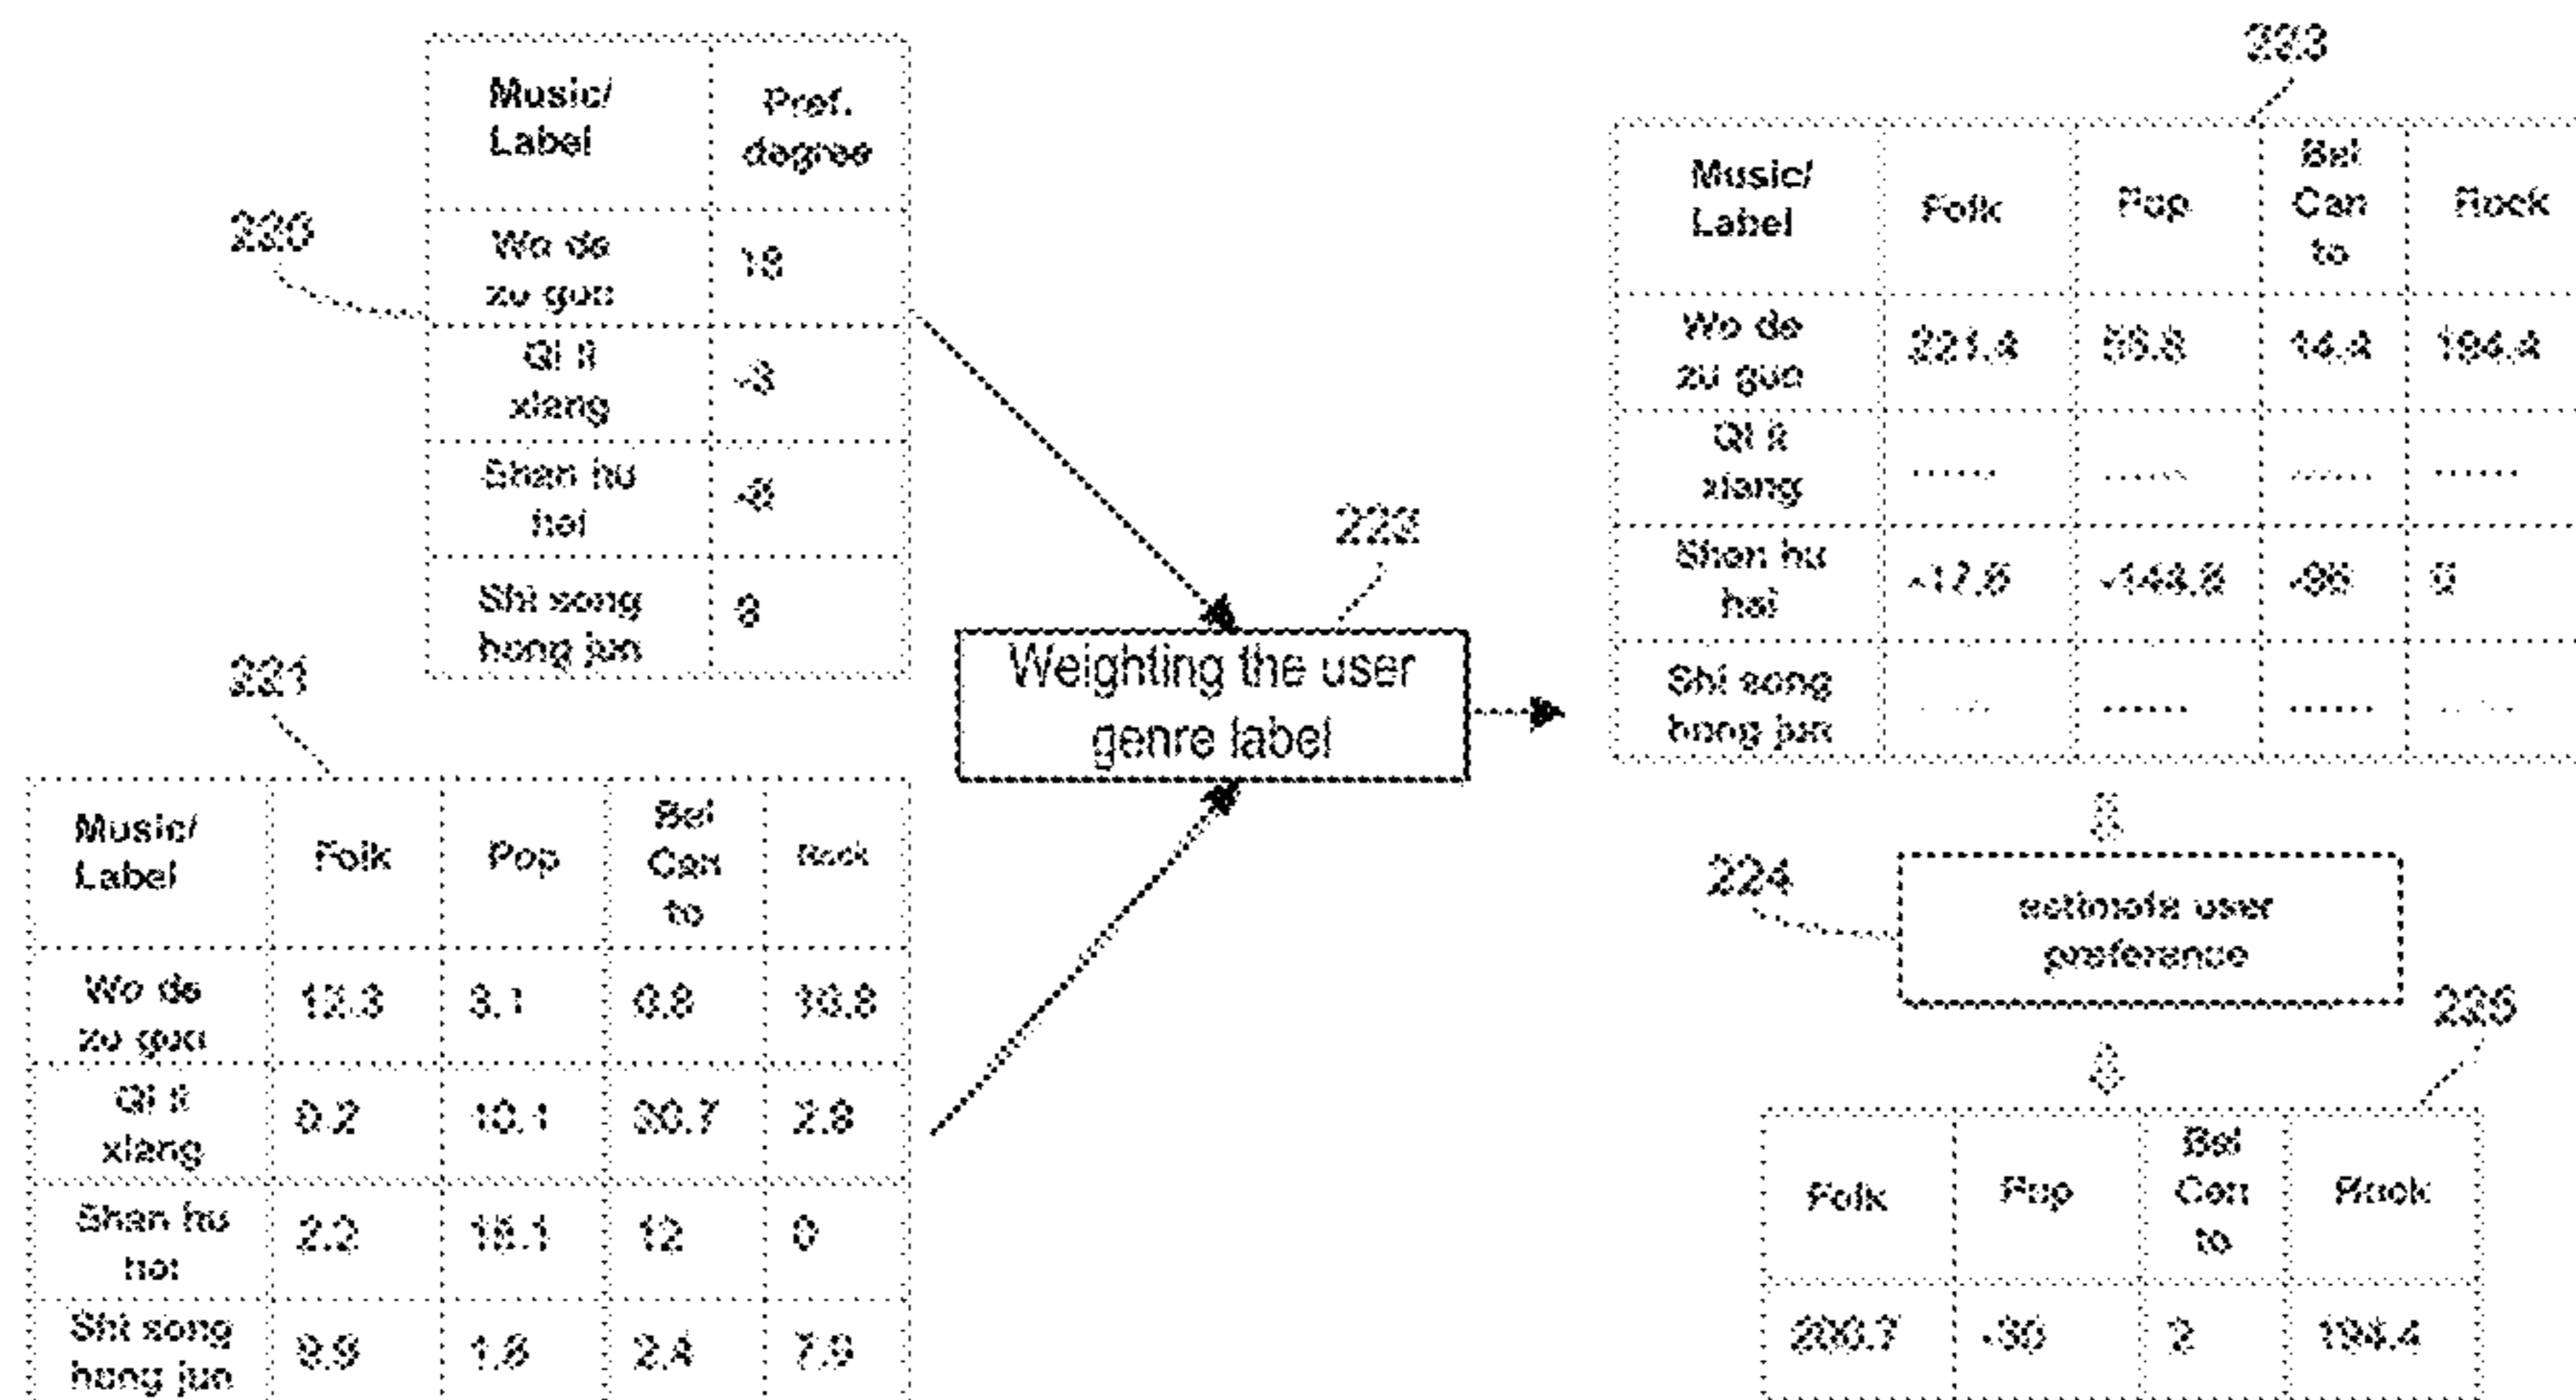 220
Music/ Label
Pref. degree
Wo de zu guo
18
Qi li xiang
-3
Shan hu hai
-8
Shi song hong jun
221
Music/ Label
Folk
Pop
Bel Can to
Rock
Wo de zu guo
12.3
3.1
0.8
10.8
Qi li xiang
0.2
10.1
2.8
Shan hu hai
2.2
18.1
12
0
Shi song hong jun
1.8
2.4
7.9
222
Weighting the user
genre label
223
Music/ Label
Folk
Pop
Bel Can to
Rock
Wo de zu guo
221.4
55.8
14.4
194.4
Qi li xiang
......
......
......
......
Shan hu hai
-17.6
-144.8
-96
0
Shi song hong jun
......
......
......
......
224
estimate user
preference
225
Folk
Pop
Bel Can to
Rock
200.7
2
194.4